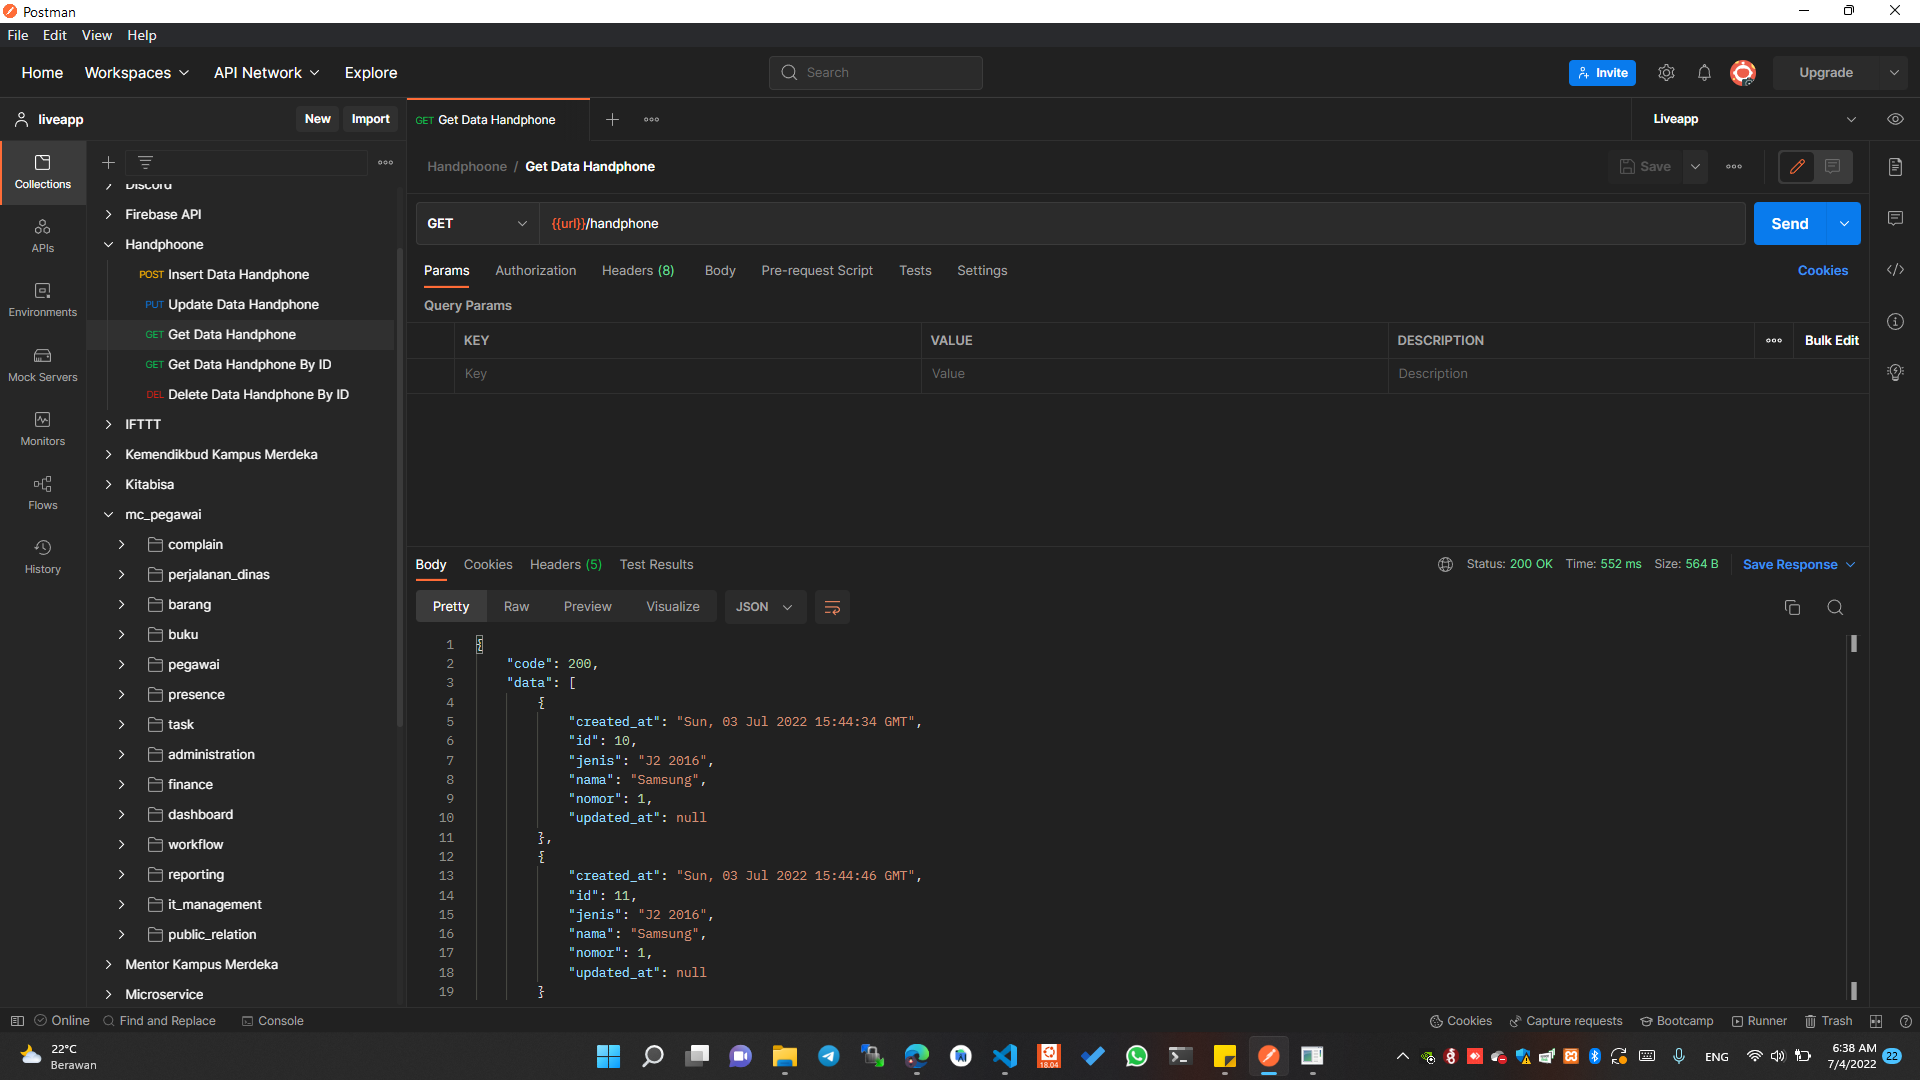 Postman
File Edit View Help
Home Workspaces API Network Explore
Search
Invite
Upgrade
liveapp
New Import
GET Get Data Handphone
Liveapp
Collections
APIs
Environments
Mock Servers
Monitors
Flows
History
Discord
Firebase API
Handphoone
POST Insert Data Handphone
PUT Update Data Handphone
GET Get Data Handphone
GET Get Data Handphone By ID
DEL Delete Data Handphone By ID
IFTTT
Kemendikbud Kampus Merdeka
Kitabisa
mc_pegawai
complain
perjalanan_dinas
barang
buku
pegawai
presence
task
administration
finance
dashboard
workflow
reporting
it_management
public_relation
Mentor Kampus Merdeka
Microservice
Handphoone / Get Data Handphone
Save
GET {{url}}/handphone
Send
Params Authorization Headers (8) Body Pre-request Script Tests Settings
Cookies
Query Params
KEY VALUE DESCRIPTION
Bulk Edit
Key Value Description
Body Cookies Headers (5) Test Results
Status: 200 OK Time: 552 ms Size: 564 B
Save Response
Pretty Raw Preview Visualize JSON
1 {
2 "code": 200,
3 "data": [
4 {
5 "created_at": "Sun, 03 Jul 2022 15:44:34 GMT",
6 "id": 10,
7 "jenis": "J2 2016",
8 "nama": "Samsung",
9 "nomor": 1,
10 "updated_at": null
11 },
12 {
13 "created_at": "Sun, 03 Jul 2022 15:44:46 GMT",
14 "id": 11,
15 "jenis": "J2 2016",
16 "nama": "Samsung",
17 "nomor": 1,
18 "updated_at": null
19 }
Online Find and Replace Console
Cookies Capture requests Bootcamp Runner Trash
22°C
Berawan
18.04
ENG
6:38 AM
7/4/2022
22